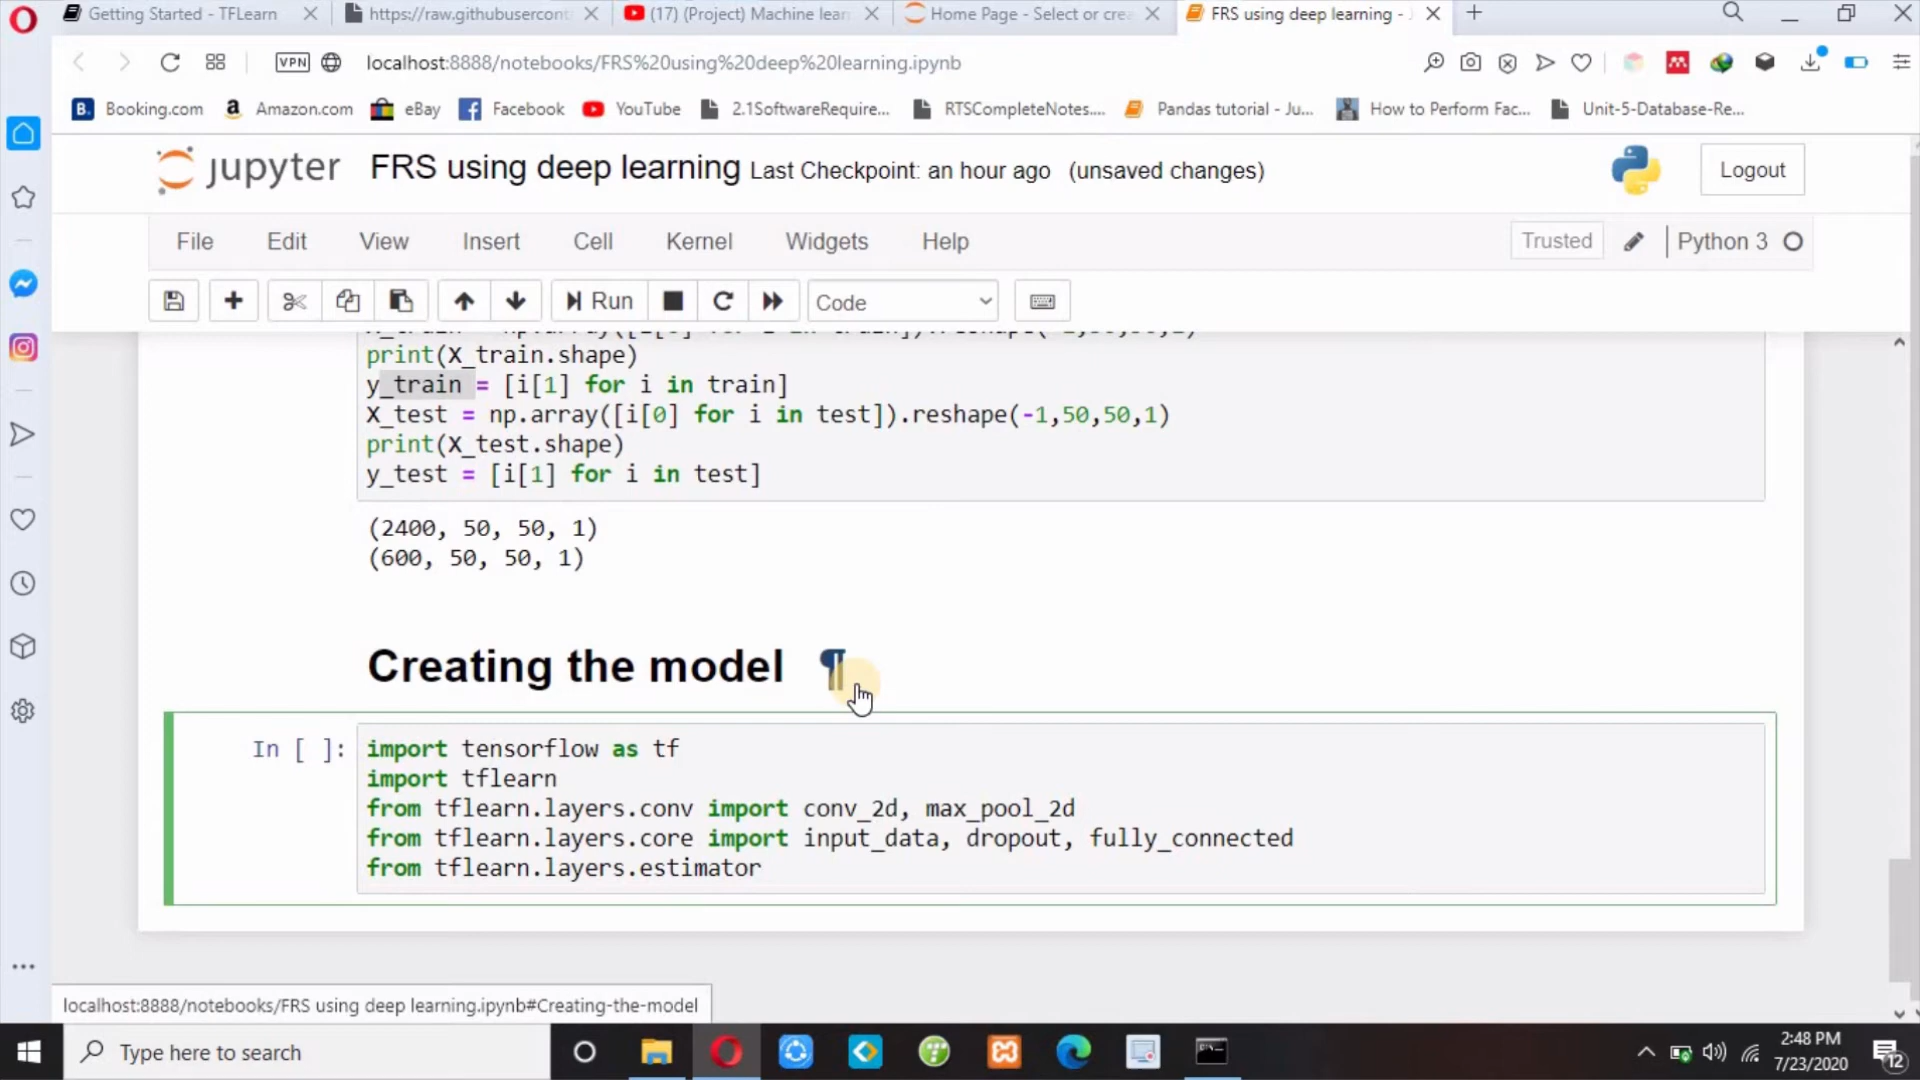 Getting Started - TFLearn
https://raw.githubusercont
(17) (Project) Machine lear
Home Page - Select or crea
FRS using deep learning - J
VPN
localhost:8888/notebooks/FRS%20using%20deep%20learning.ipynb
B. Booking.com
Amazon.com
eBay
Facebook
YouTube
2.1SoftwareRequire...
RTSCompleteNotes....
Pandas tutorial - Ju...
How to Perform Fac...
Unit-5-Database-Re...
jupyter
FRS using deep learning Last Checkpoint: an hour ago (unsaved changes)
Logout
File
Edit
View
Insert
Cell
Kernel
Widgets
Help
Trusted
Python 3
Run
Code
print(X_train.shape)
y_train = [i[1] for i in train]
X_test = np.array([i[0] for i in test]).reshape(-1,50,50,1)
print(X_test.shape)
y_test = [i[1] for i in test]
(2400, 50, 50, 1)
(600, 50, 50, 1)
Creating the model ¶
In [ ]:
import tensorflow as tf
import tflearn
from tflearn.layers.conv import conv_2d, max_pool_2d
from tflearn.layers.core import input_data, dropout, fully_connected
from tflearn.layers.estimator
localhost:8888/notebooks/FRS using deep learning.ipynb#Creating-the-model
Type here to search
2:48 PM
7/23/2020
12